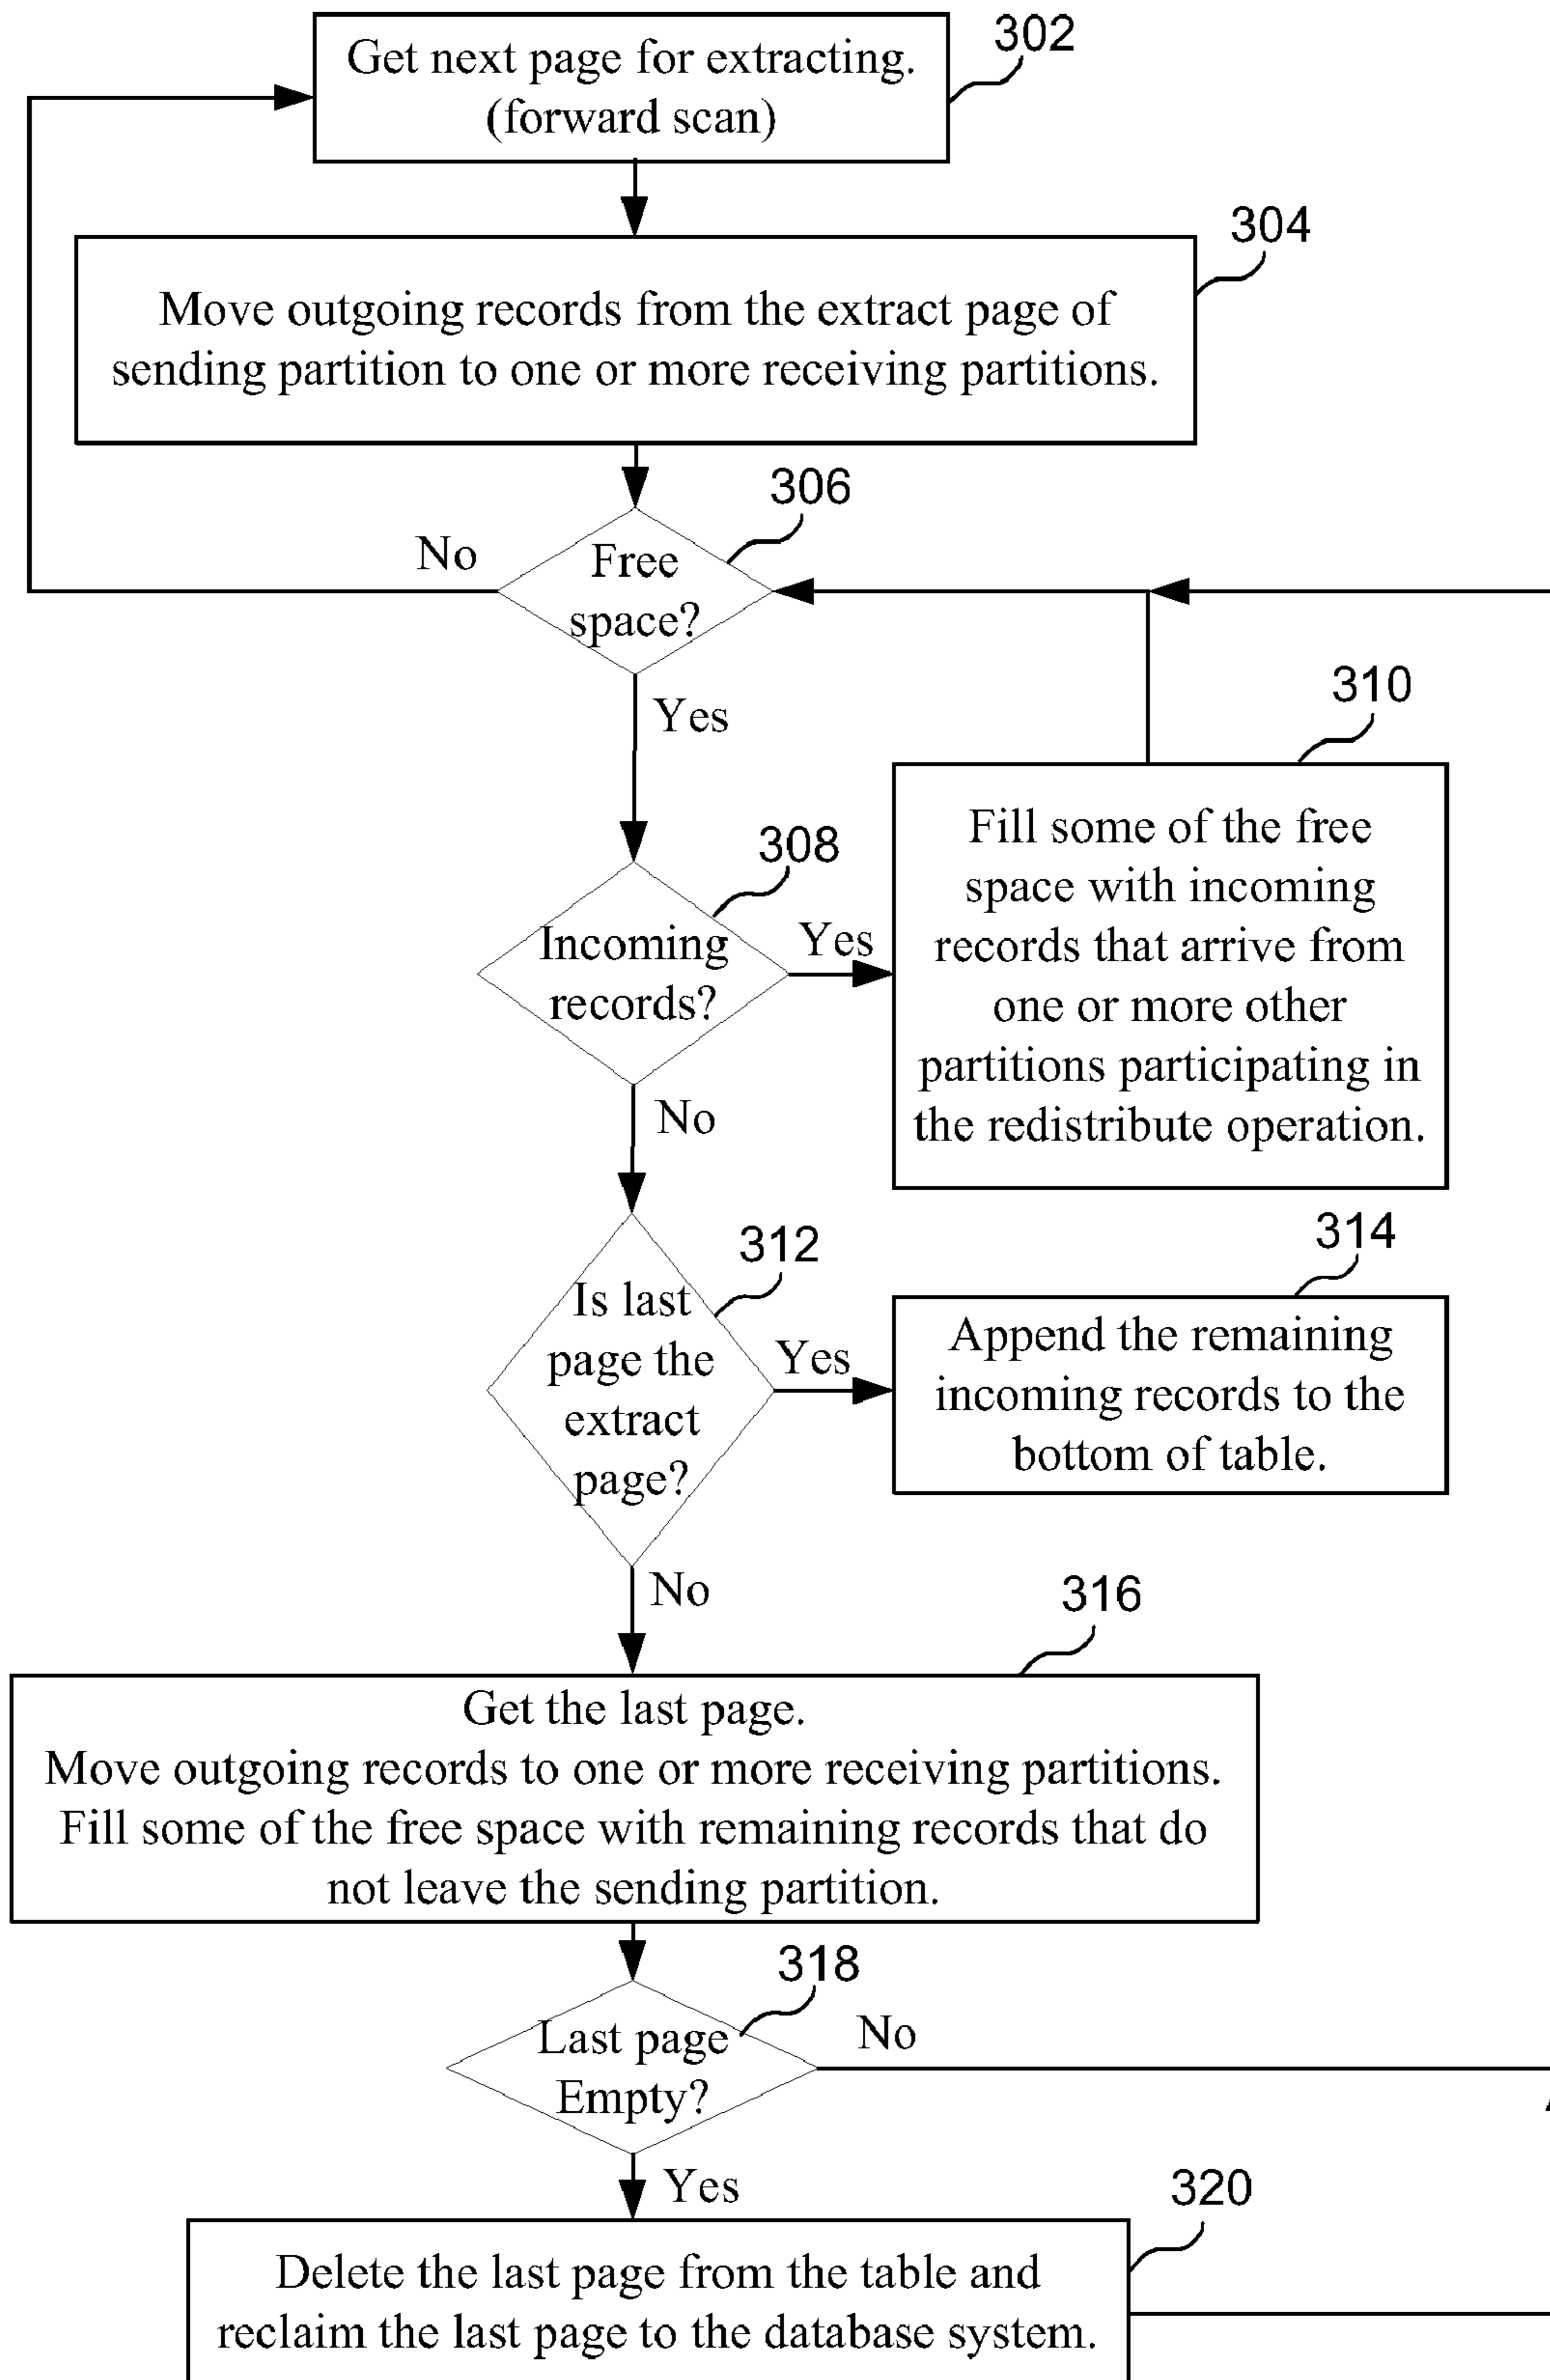 302
Get next page for extracting.
(forward scan)
304
Move outgoing records from the extract page of
sending partition to one or more receiving partitions.
306
No
Free
space?
Yes
310
308
Incoming
records?
Yes
Fill some of the free
space with incoming
records that arrive from
one or more other
partitions participating in
the redistribute operation.
No
312
314
Is last
page the
extract
page?
Yes
Append the remaining
incoming records to the
bottom of table.
No
316
Get the last page.
Move outgoing records to one or more receiving partitions.
Fill some of the free space with remaining records that do
not leave the sending partition.
318
Last page
Empty?
No
Yes
320
Delete the last page from the table and
reclaim the last page to the database system.